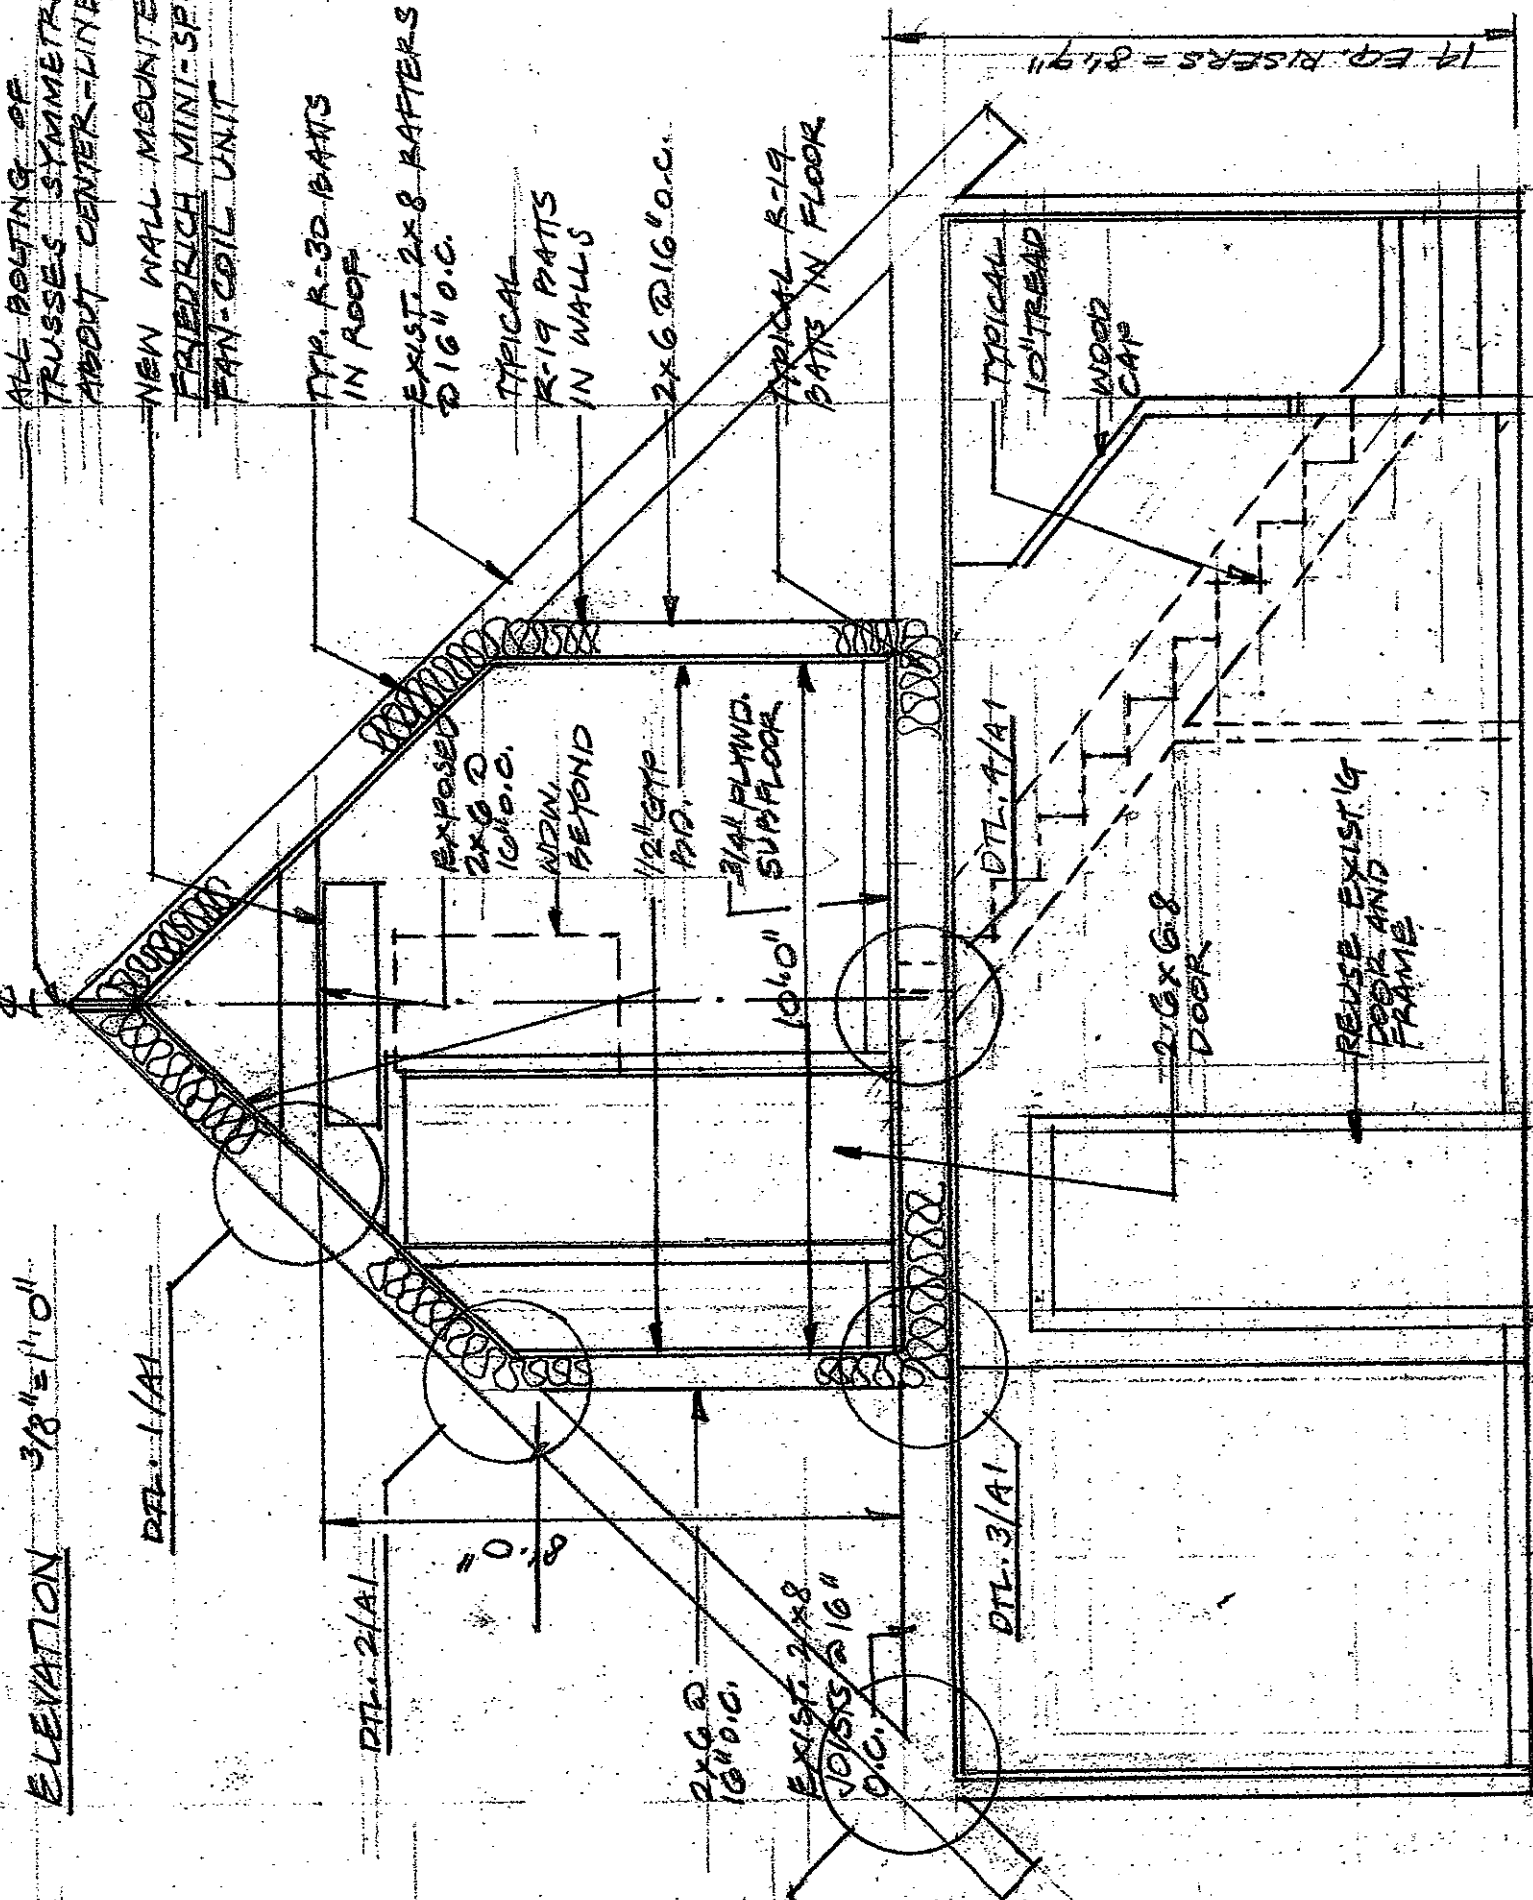 ELEVATION 3/8"=1'-0"
DTL. 1/A1
DTL. 2/A1
8'-0"
2X6 @
16" O.C.
EXIST. 2X8
JOISTS @ 16"
O.C.
DTL. 3/A1
ALL BOLTING OF
TRUSSES SYMMETR
ABOUT CENTER-LINE
NEW WALL MOUNTE
FRIEDRICH MINI-SP
FAN-COIL UNIT
TYP. R-30 BATTS
IN ROOF
EXIST. 2X8 RAFTERS
@ 16" O.C.
TYPICAL
R-19 BATTS
IN WALLS
2X6 @ 16" O.C.
TYPICAL R-19
BATTS IN FLOOR
EXPOSED
2X6 @
16" O.C.
WDW.
BEYOND
1/2" GYP
BD.
3/4" PLYWD.
SUBFLOOR
10'-0"
DTL. 4/A1
TYPICAL
10" TREAD
WOOD
CAP
2'6 X 6'8
DOOR
REUSE EXIST'G
DOOR AND
FRAME
14 EQ. RISERS = 8'-9"